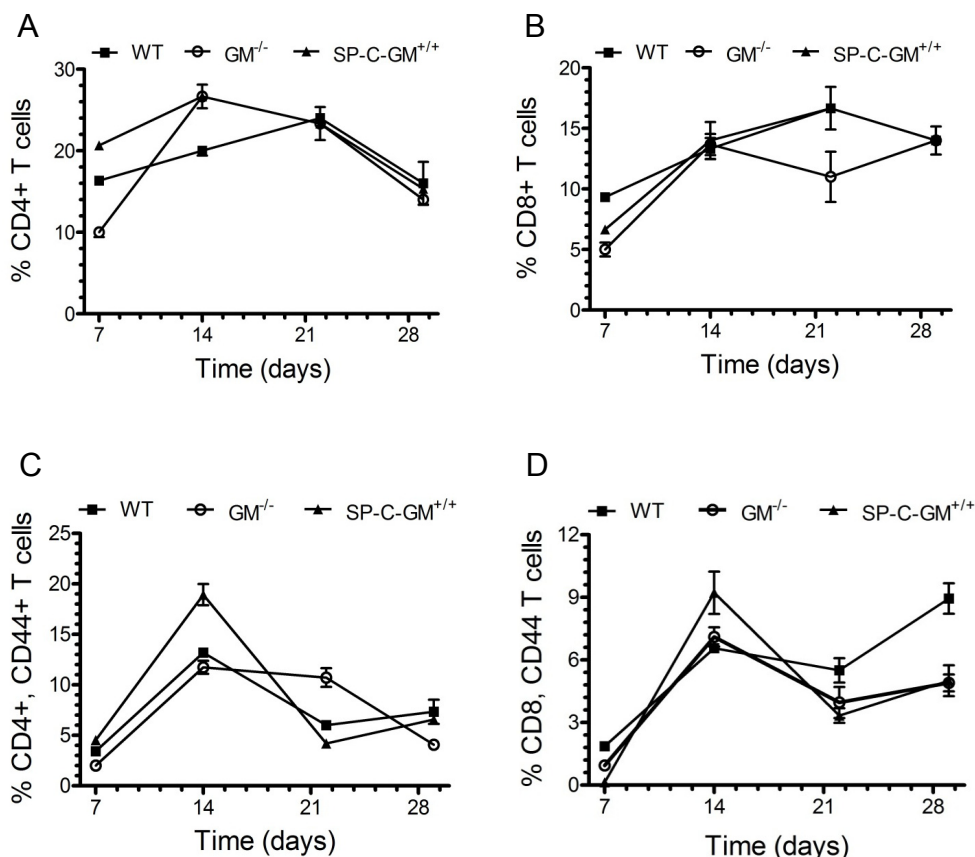 A
WT GM-/- SP-C-GM+/+
% CD4+ T cells
30
20
10
0
7 14 21 28
Time (days)
B
WT GM-/- SP-C-GM+/+
% CD8+ T cells
20
15
10
5
0
7 14 21 28
Time (days)
C
WT GM-/- SP-C-GM+/+
% CD4+, CD44+ T cells
25
20
15
10
5
0
7 14 21 28
Time (days)
D
WT GM-/- SP-C-GM+/+
% CD8, CD44 T cells
12
9
6
3
0
7 14 21 28
Time (days)